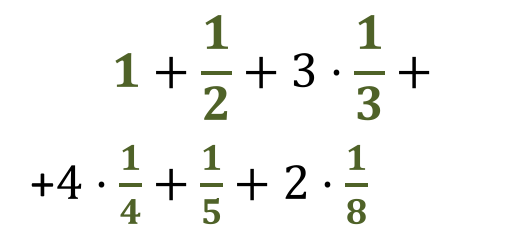 1 + 1/2 + 3 · 1/3 +
+4 · 1/4 + 1/5 + 2 · 1/8